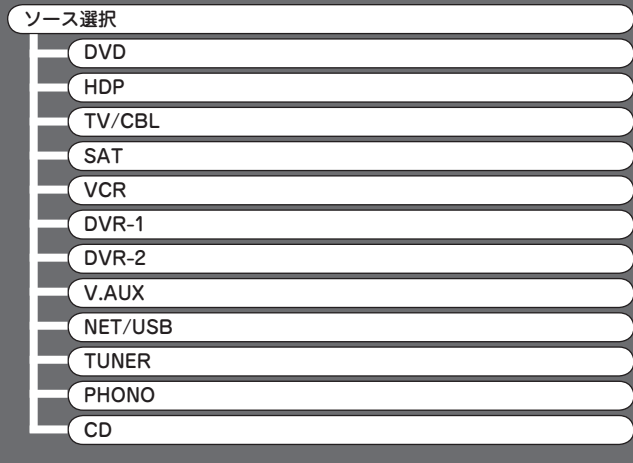 ソース選択
DVD
HDP
TV/CBL
SAT
VCR
DVR-1
DVR-2
V.AUX
NET/USB
TUNER
PHONO
CD